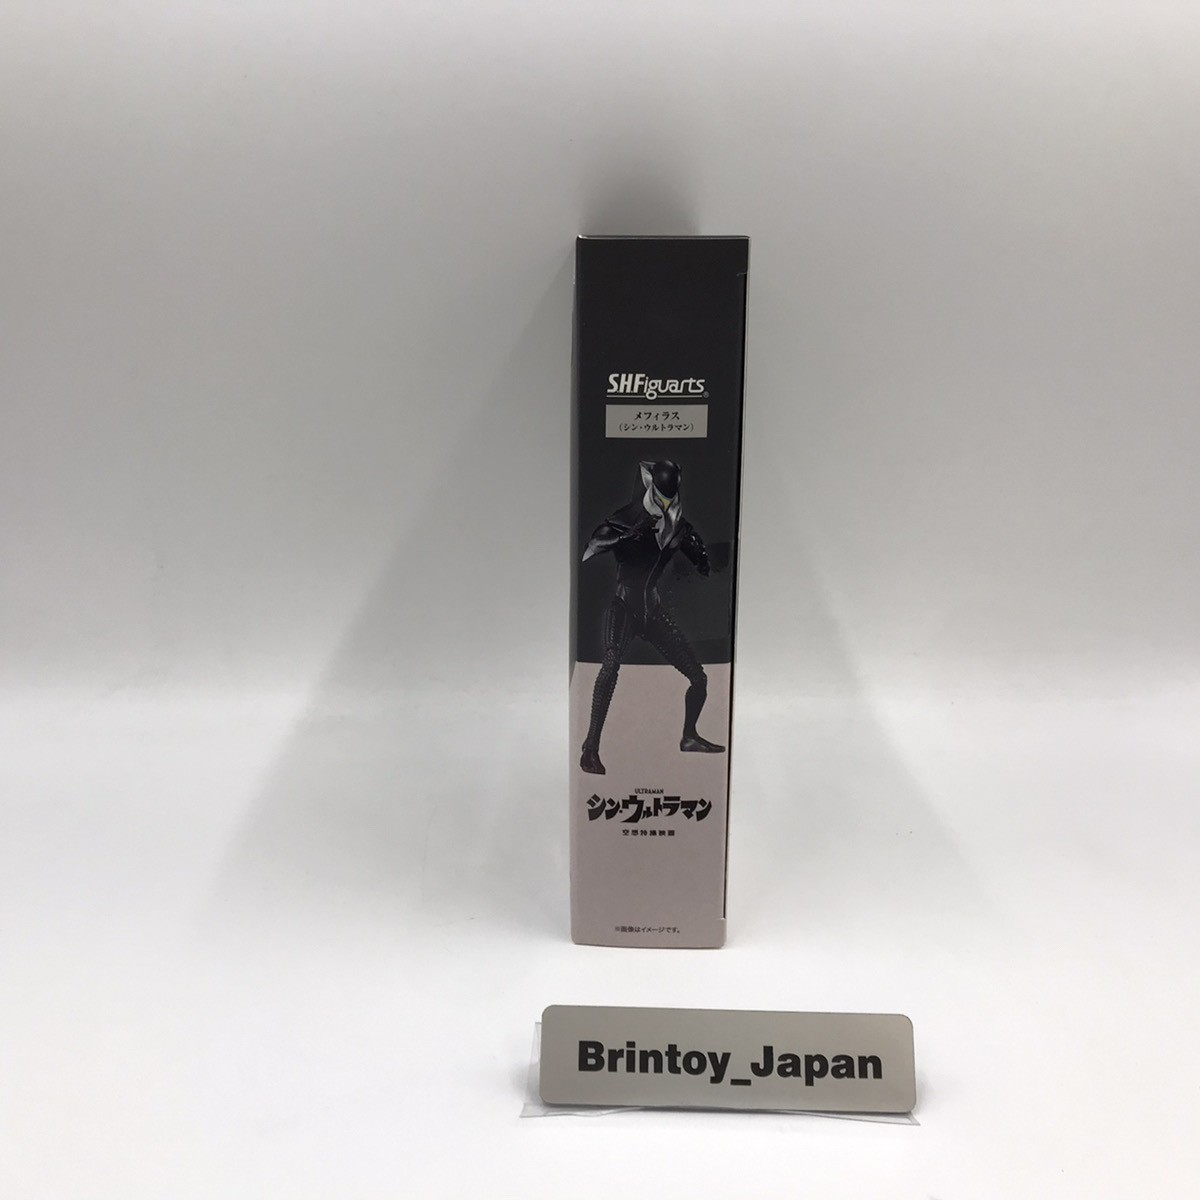 SHFiguarts®
メフィラス
(シン・ウルトラマン)
ULTRAMAN
シン・ウルトラマン
空想特撮映画
※画像はイメージです。
Brintoy_Japan